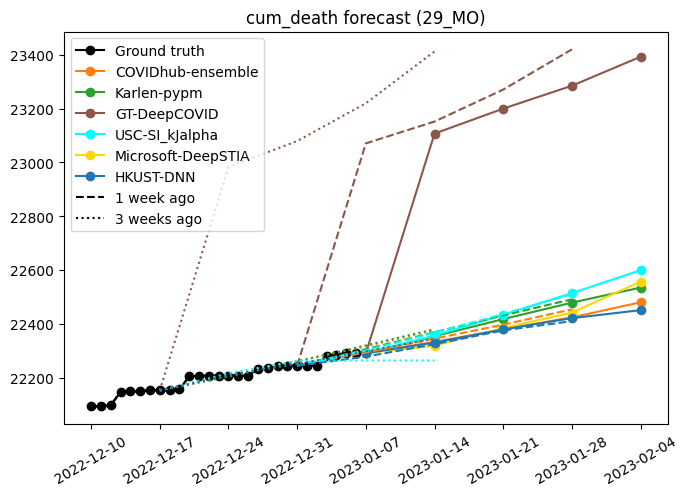 cum_death forecast (29_MO)
23400
23200
23000
22800
22600
22400
22200
Ground truth
COVIDhub-ensemble
Karlen-pypm
GT-DeepCOVID
USC-SI_kJalpha
Microsoft-DeepSTIA
HKUST-DNN
1 week ago
3 weeks ago
2022-12-10
2022-12-17
2022-12-24
2022-12-31
2023-01-07
2023-01-14
2023-01-21
2023-01-28
2023-02-04